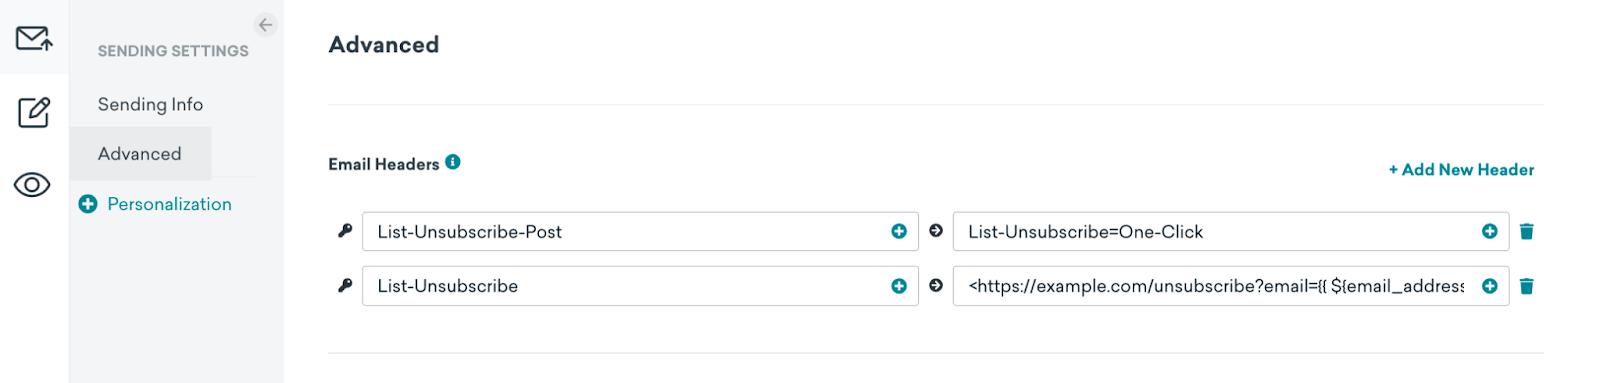 SENDING SETTINGS
Sending Info
Advanced
Personalization
Advanced
Email Headers
+ Add New Header
List-Unsubscribe-Post
List-Unsubscribe=One-Click
List-Unsubscribe
<https://example.com/unsubscribe?email={{ ${email_address